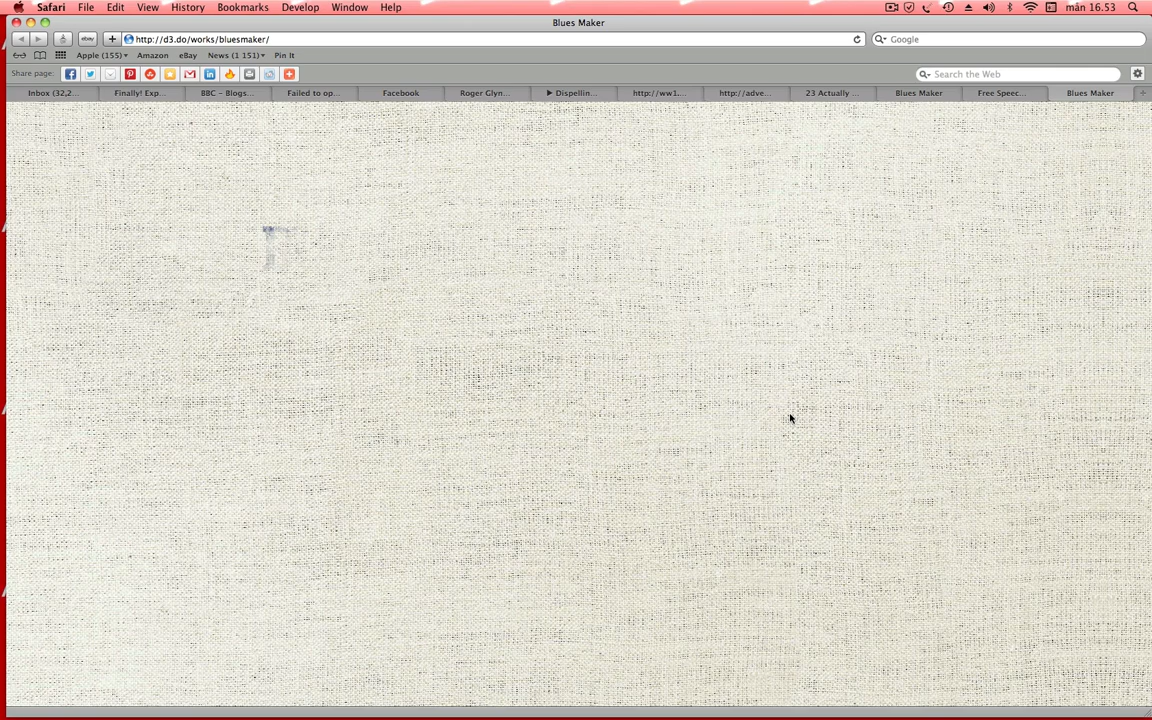 Safari File Edit View History Bookmarks Develop Window Help mån 16.53
Blues Maker
ebay + http://d3.do/works/bluesmaker/ Google
Apple (155) Amazon eBay News (1 151) Pin It
Share page: Search the Web
Inbox (32,2... Finally! Exp... BBC – Blogs... Failed to op... Facebook Roger Glyn... ▶ Dispellin... http://ww1.... http://adve... 23 Actually ... Blues Maker Free Speec... Blues Maker
T